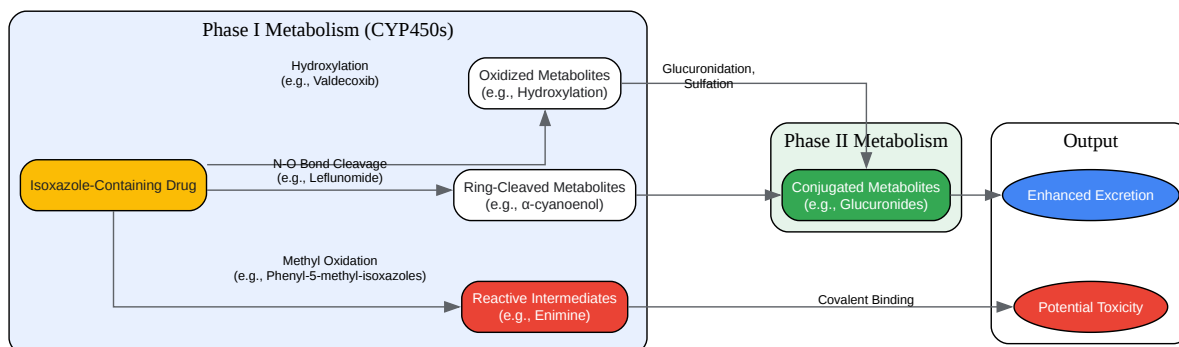 Phase I Metabolism (CYP450s)
Hydroxylation
(e.g., Valdecoxib)
Oxidized Metabolites
(e.g., Hydroxylation)
Glucuronidation,
Sulfation
Phase II Metabolism
Output
Isoxazole-Containing Drug
N-O Bond Cleavage
(e.g., Leflunomide)
Ring-Cleaved Metabolites
(e.g., α-cyanoenol)
Conjugated Metabolites
(e.g., Glucuronides)
Enhanced Excretion
Methyl Oxidation
(e.g., Phenyl-5-methyl-isoxazoles)
Reactive Intermediates
(e.g., Enimine)
Covalent Binding
Potential Toxicity